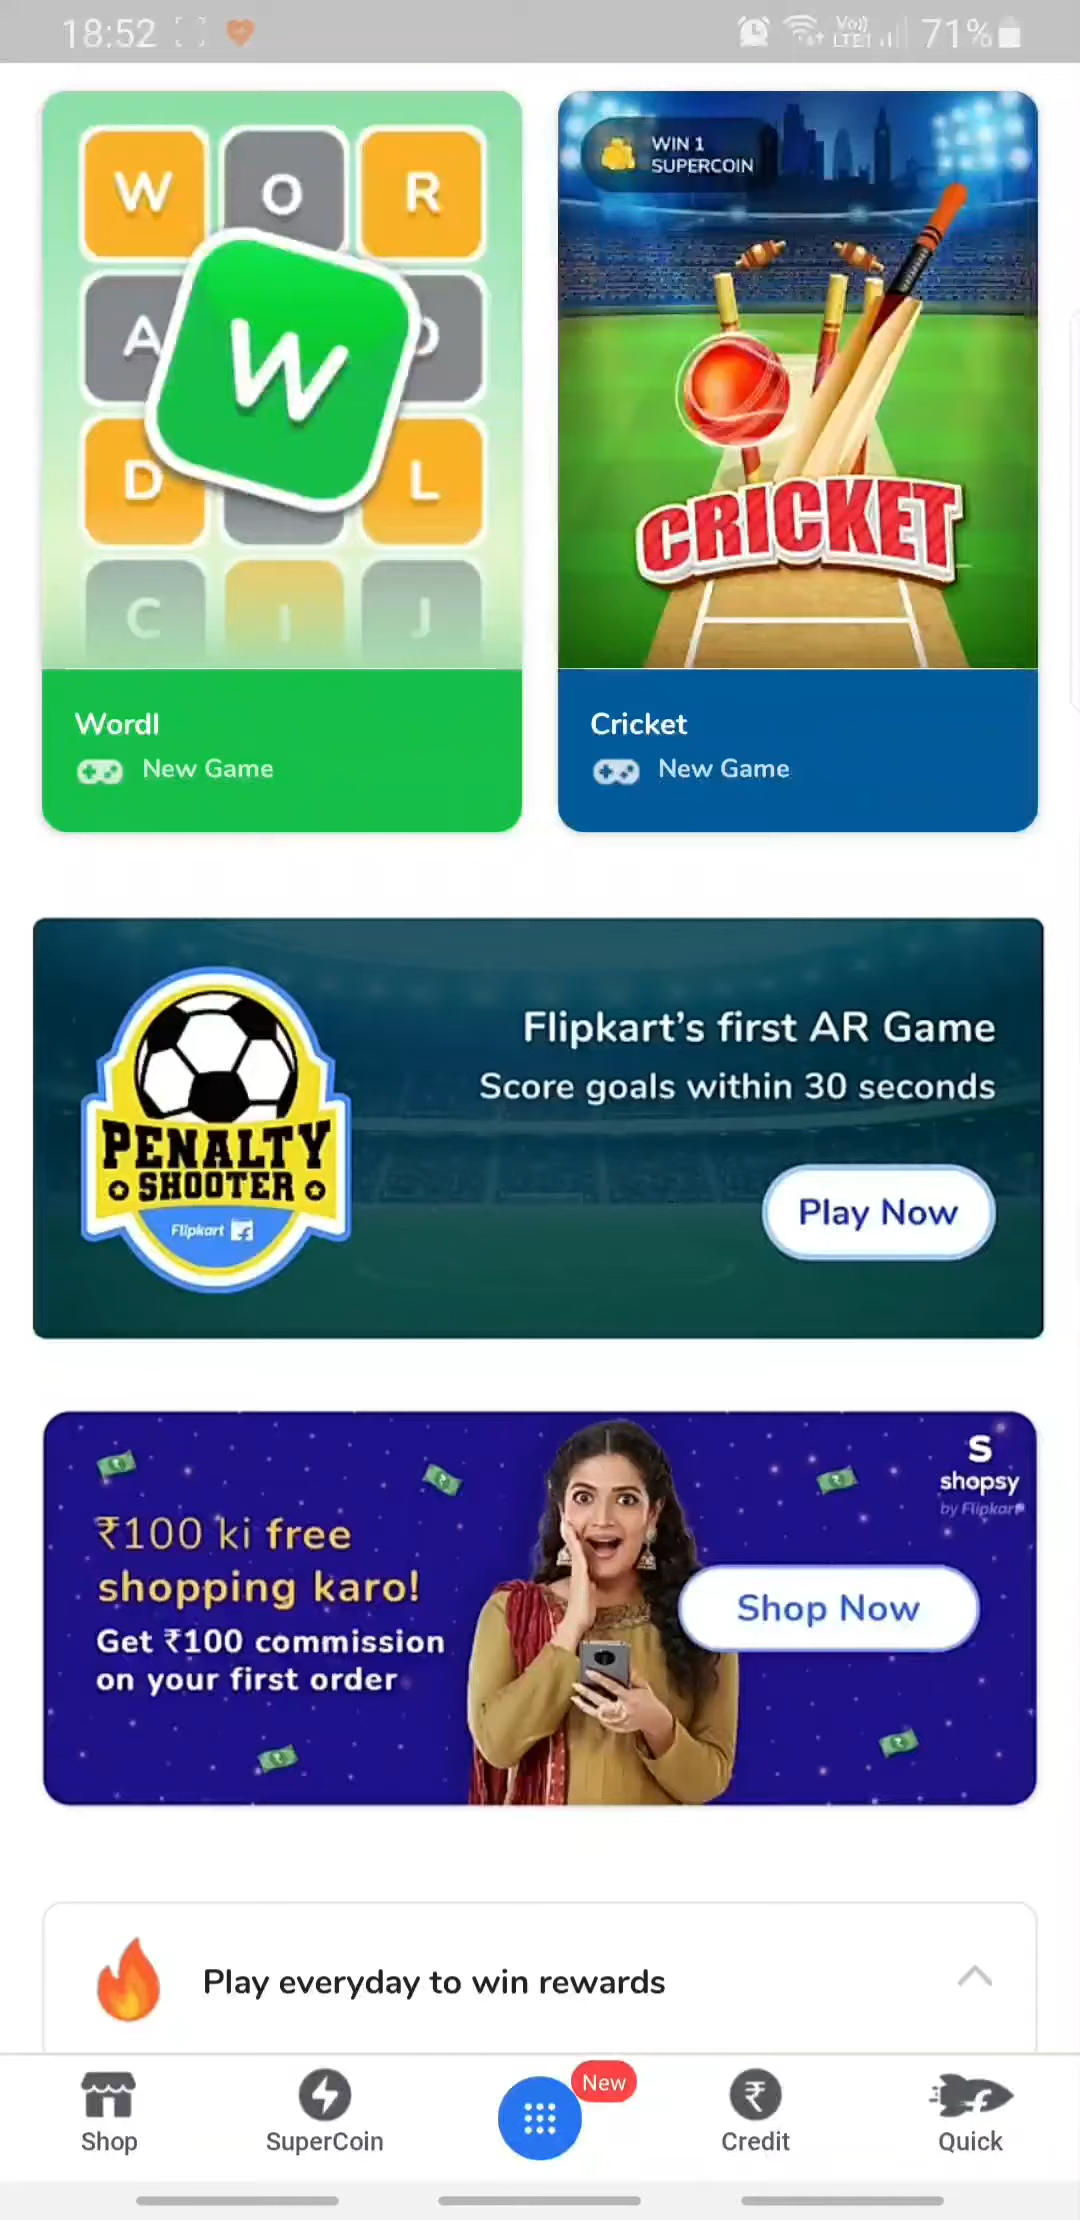 18:52
Vo))
LTE1
71%
W O R
A
W
D L
C I J
WIN 1
SUPERCOIN
CRICKET
Wordl
New Game
Cricket
New Game
Flipkart’s first AR Game
Score goals within 30 seconds
PENALTY
SHOOTER
Flipkart
Play Now
S
shopsy
by Flipkart
₹100 ki free
shopping karo!
Get ₹100 commission
on your first order
Shop Now
Play everyday to win rewards
New
Shop
SuperCoin
Credit
Quick